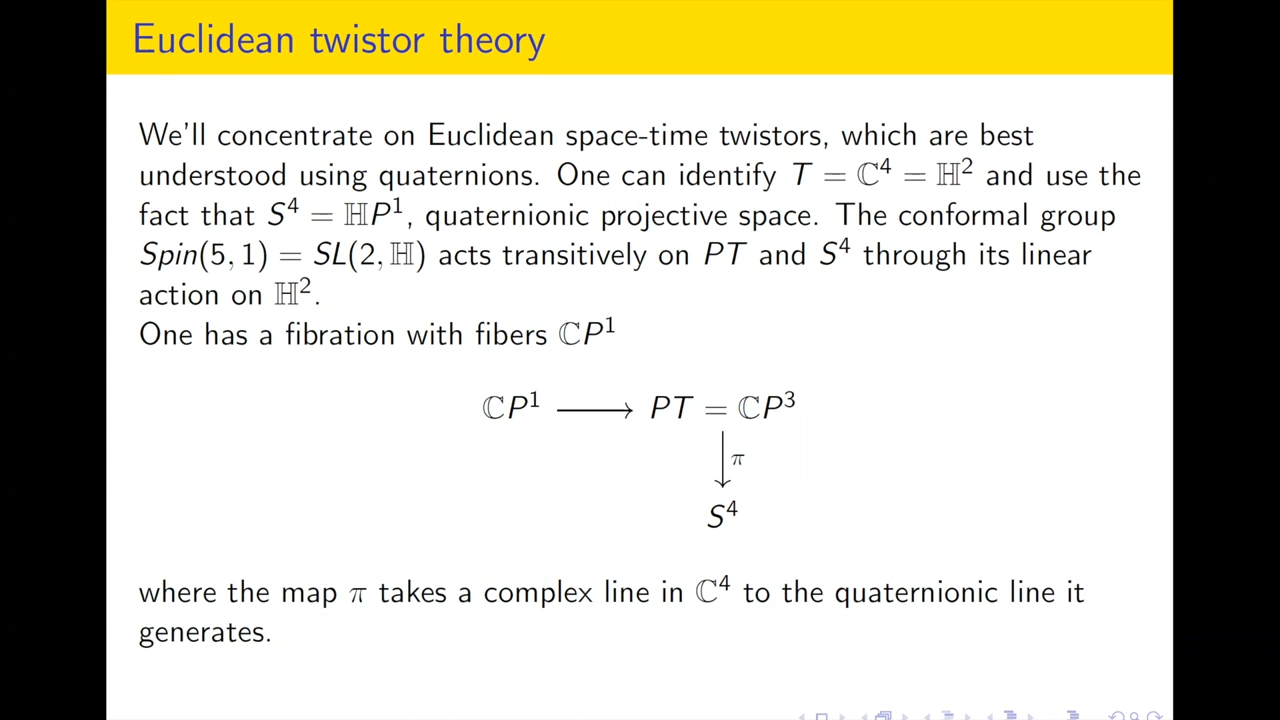 Euclidean twistor theory
We'll concentrate on Euclidean space-time twistors, which are best
understood using quaternions. One can identify T = ℂ⁴ = ℍ² and use the
fact that S⁴ = ℍP¹, quaternionic projective space. The conformal group
Spin(5, 1) = SL(2, ℍ) acts transitively on PT and S⁴ through its linear
action on ℍ².
One has a fibration with fibers ℂP¹
ℂP¹ ⟶ PT = ℂP³
↓ π
S⁴
where the map π takes a complex line in ℂ⁴ to the quaternionic line it
generates.